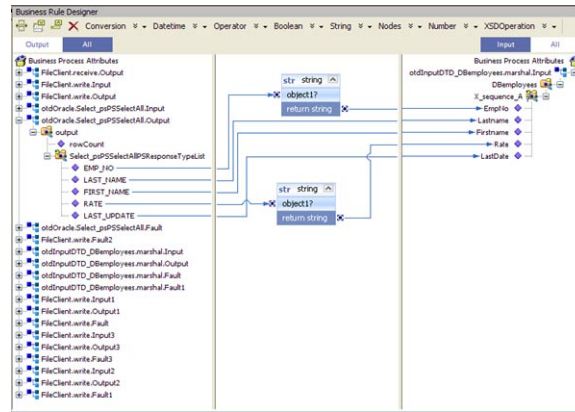 Business Rule Designer
Conversion Datetime Operator Boolean String Nodes Number XSDOperation
Output All
Input All
Business Process Attributes
FileClient.receive.Output
FileClient.write.Input
FileClient.write.Output
otdOracle.Select_psPSSelectAll.Input
otdOracle.Select_psPSSelectAll.Output
output
rowCount
Select_psPSSelectAllPSResponseTypeList
EMP_NO
LAST_NAME
FIRST_NAME
RATE
LAST_UPDATE
otdOracle.Select_psPSSelectAll.Fault
FileClient.write.Fault2
otdInputDTD_DBemployees.marshal.Input
otdInputDTD_DBemployees.marshal.Output
otdInputDTD_DBemployees.marshal.Fault
otdInputDTD_DBemployees.marshal.Fault1
FileClient.write.Input1
FileClient.write.Output1
FileClient.write.Fault
FileClient.write.Input3
FileClient.write.Output3
FileClient.write.Fault3
FileClient.write.Input2
FileClient.write.Output2
FileClient.write.Fault1
str string
object1?
return string
str string
object1?
return string
Business Process Attributes
otdInputDTD_DBemployees.marshal.Input
DBemployees
X_sequence_A
EmpNo
Lastname
Firstname
Rate
LastDate